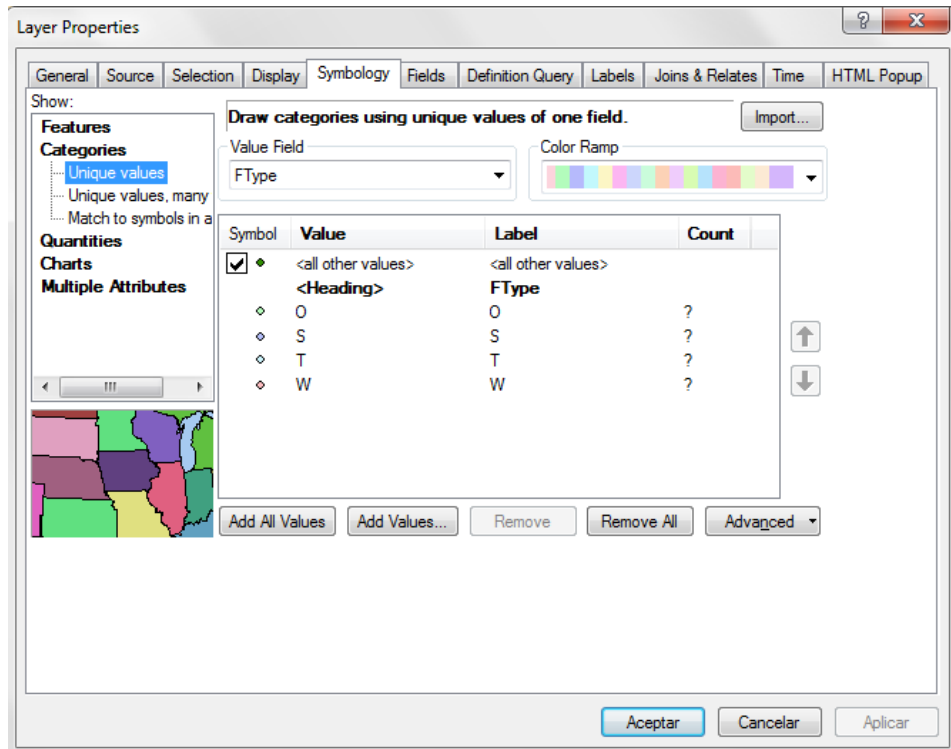 Layer Properties
General Source Selection Display Symbology Fields Definition Query Labels Joins & Relates Time HTML Popup
Show:
Features
Categories
Unique values
Unique values, many
Match to symbols in a
Quantities
Charts
Multiple Attributes
Draw categories using unique values of one field.
Import...
Value Field
FType
Color Ramp
Symbol Value Label Count
<all other values> <all other values>
<Heading> FType
O O ?
S S ?
T T ?
W W ?
Add All Values Add Values... Remove Remove All Advanced
Aceptar Cancelar Aplicar